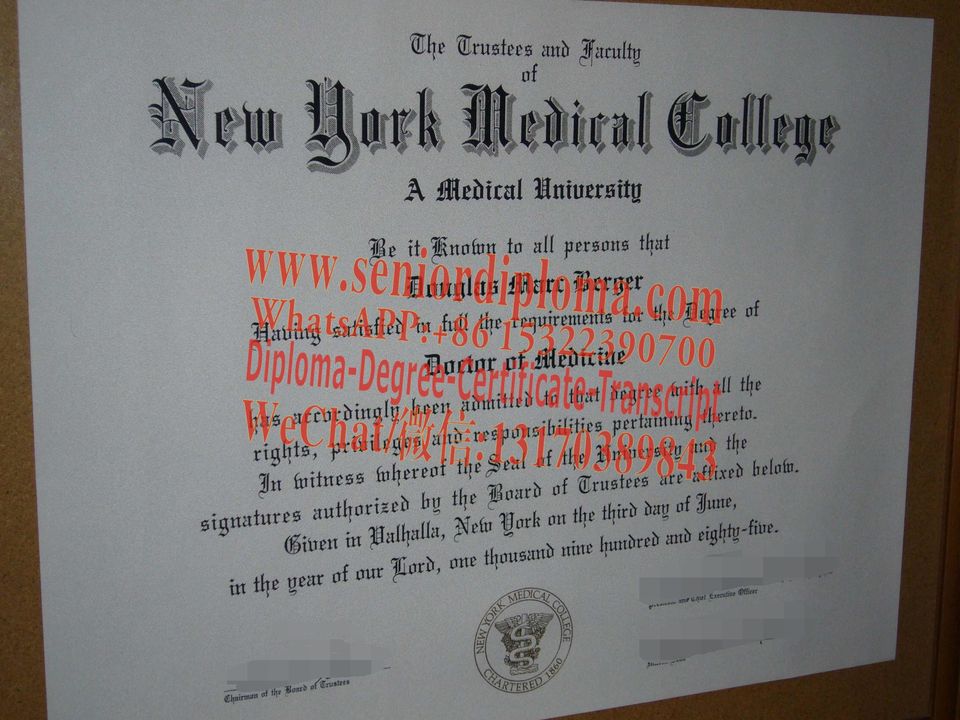 The Trustees and Faculty
of
New York Medical College
A Medical University
Be it Known to all persons that
www.seniordiploma.com
Douglas Marc Berger
WhatsAPP:+86 15322390700
Having satisfied in full the requirements for the Degree of
Doctor of Medicine
Diploma-Degree-Certificate-Transcript
has accordingly been admitted to that degree with all the
WeChat/微信:13170389843
rights, privileges and responsibilities pertaining thereto.
In witness whereof the Seal of the University and the
signatures authorized by the Board of Trustees are affixed below.
Given in Valhalla, New York on the third day of June,
in the year of our Lord, one thousand nine hundred and eighty-five.
NEW YORK MEDICAL COLLEGE
CHARTERED 1860
and Chief Executive Officer
Chairman of the Board of Trustees